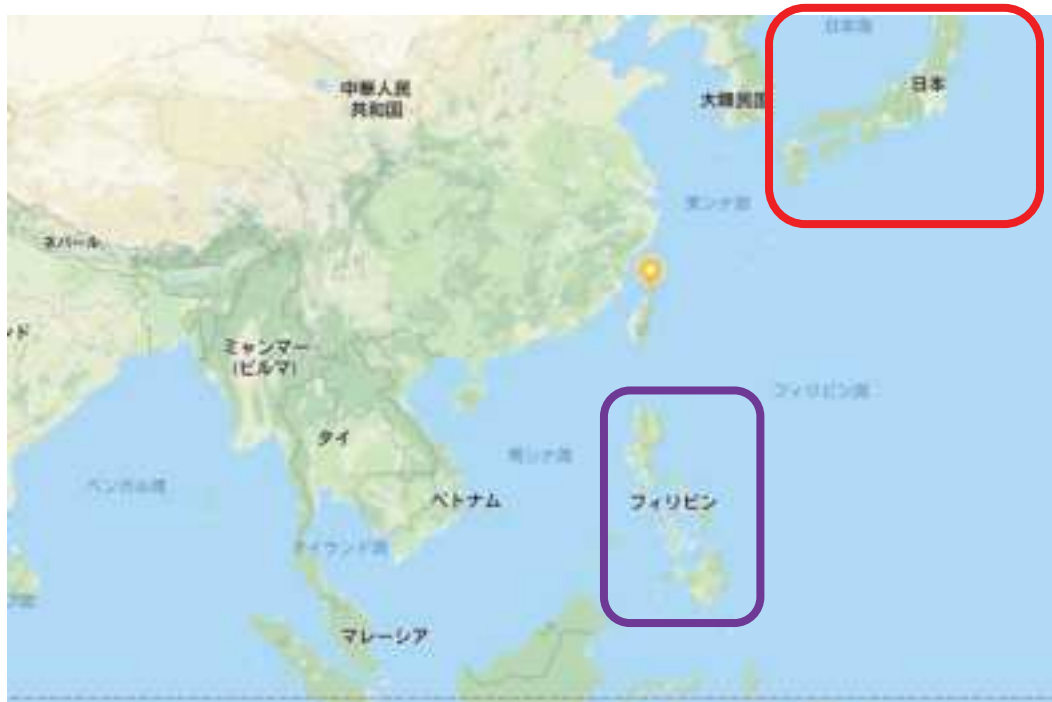 日本海
中華人民
共和国
日本
大韓民国
東シナ海
ネパール
ンド
ミャンマー
(ビルマ)
フィリピン海
タイ
南シナ海
ベンガル湾
ベトナム
フィリピン
タイランド湾
マレーシア